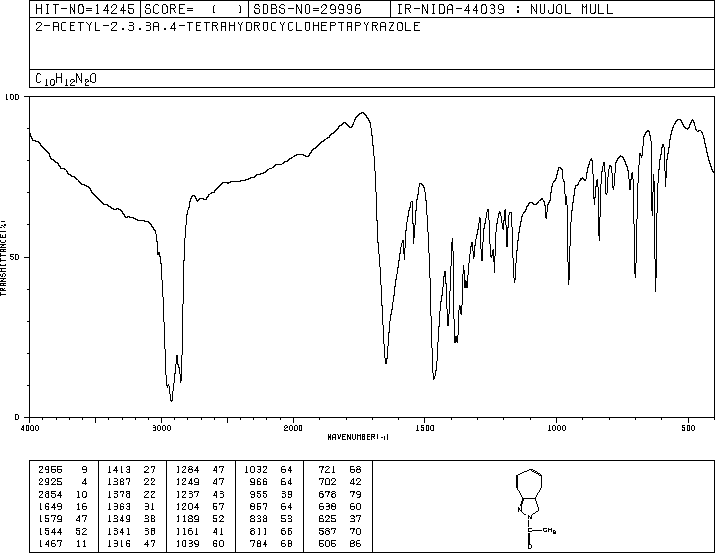 HIT-NO=14245 SCORE= ( ) SDBS-NO=29996 IR-NIDA-44039 : NUJOL MULL
2-ACETYL-2,3,3A,4-TETRAHYDROCYCLOHEPTAPYRAZOLE
C10H12N2O
100
50
0
TRANSMITTANCE(%)
4000 3000 2000 1500 1000 500
WAVENUMBER(-1)
2966 9 1413 27 1284 47 1032 64 721 68
2925 4 1387 22 1249 47 966 64 702 42
2854 10 1378 22 1237 43 955 39 678 79
1649 16 1363 31 1204 57 857 64 638 60
1579 47 1349 38 1189 52 838 53 625 37
1544 52 1341 38 1161 41 811 66 587 70
1467 11 1316 47 1039 60 784 68 505 86
N
N
C—CH3
O